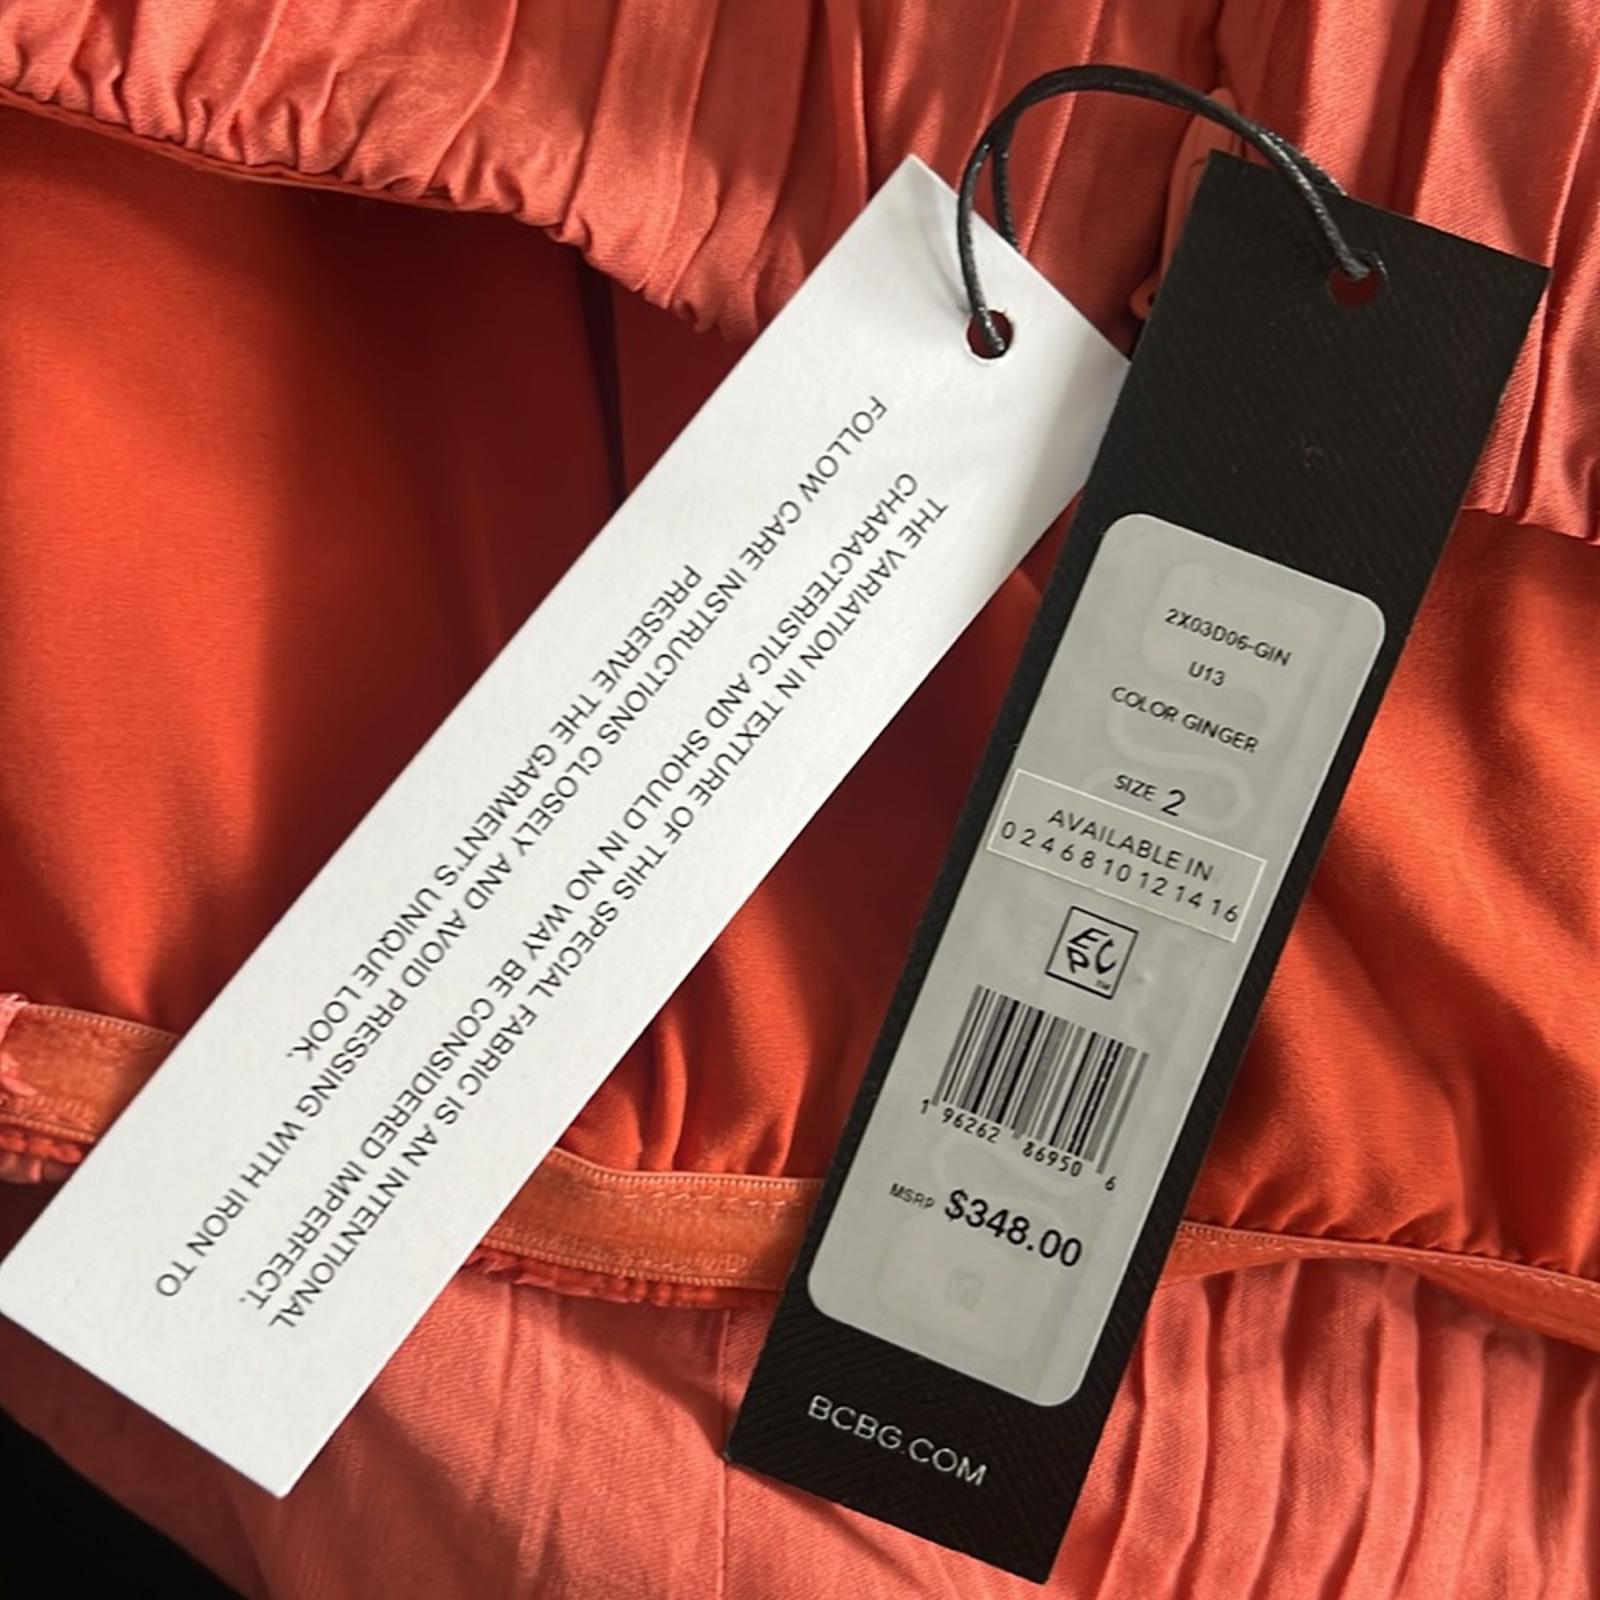 THE VARIATION IN TEXTURE OF THIS SPECIAL FABRIC IS AN INTENTIONAL
CHARACTERISTIC AND SHOULD IN NO WAY BE CONSIDERED IMPERFECT.
FOLLOW CARE INSTRUCTIONS CLOSELY AND AVOID PRESSING WITH IRON TO
PRESERVE THE GARMENT'S UNIQUE LOOK.
2X03D06-GIN
U13
COLOR GINGER
SIZE 2
AVAILABLE IN
0 2 4 6 8 10 12 14 16
EPC
TM
1 96262 86950 6
MSRP $348.00
BCBG.COM